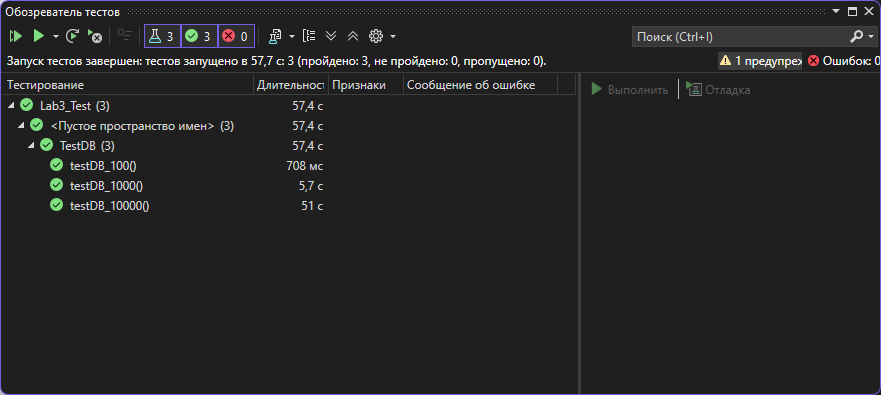 Обозреватель тестов
3 3 0 Поиск (Ctrl+I)
Запуск тестов завершен: тестов запущено в 57,7 с: 3 (пройдено: 3, не пройдено: 0, пропущено: 0). 1 предупреж Ошибок: 0
Тестирование Длительност Признаки Сообщение об ошибке
Выполнить Отладка
Lab3_Test (3) 57,4 с
<Пустое пространство имен> (3) 57,4 с
TestDB (3) 57,4 с
testDB_100() 708 мс
testDB_1000() 5,7 с
testDB_10000() 51 с